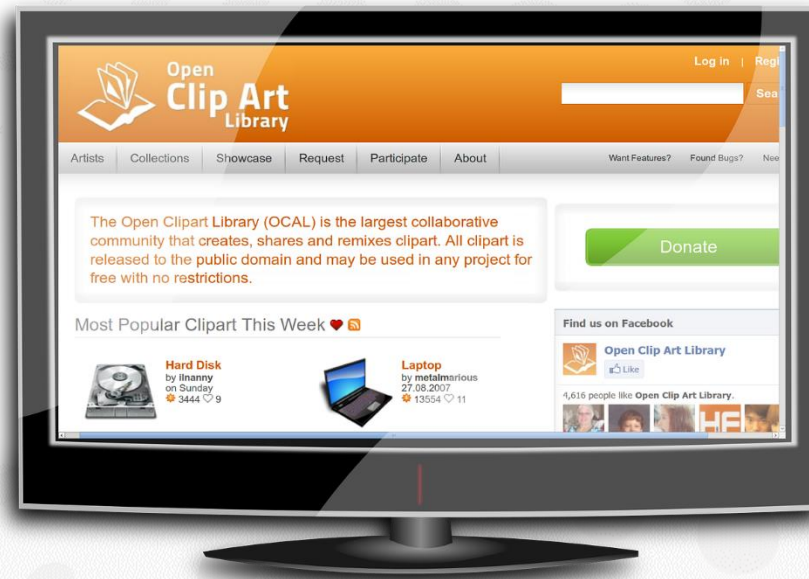 Open
Clip Art
Library
Log in | Regi
Sea
Artists Collections Showcase Request Participate About
Want Features? Found Bugs? Nee
The Open Clipart Library (OCAL) is the largest collaborative
community that creates, shares and remixes clipart. All clipart is
released to the public domain and may be used in any project for
free with no restrictions.
Donate
Most Popular Clipart This Week
Hard Disk
by ilnanny
on Sunday
3444 9
Laptop
by metalmarious
27.08.2007
13554 11
Find us on Facebook
Open Clip Art Library
Like
4,616 people like Open Clip Art Library.
HF